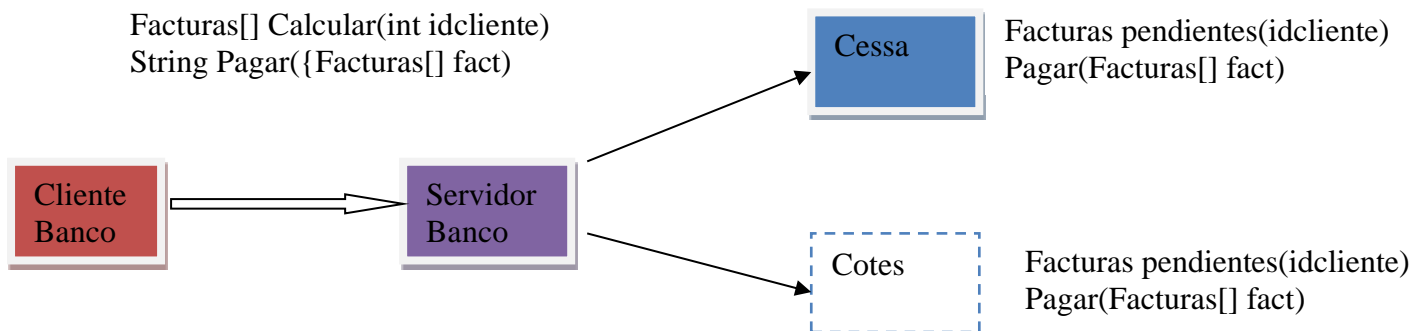 Facturas[] Calcular(int idcliente)
String Pagar({Facturas[] fact)
Cessa
Facturas pendientes(idcliente)
Pagar(Facturas[] fact)
Cliente
Banco
Servidor
Banco
Cotes
Facturas pendientes(idcliente)
Pagar(Facturas[] fact)